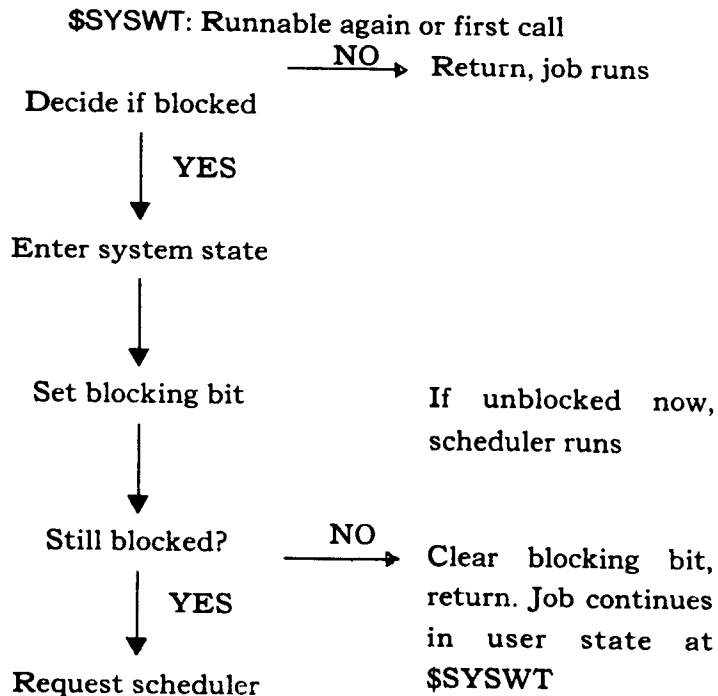 $SYSWT: Runnable again or first call
NO
Return, job runs
Decide if blocked
YES
Enter system state
Set blocking bit
If unblocked now,
scheduler runs
Still blocked?
NO
Clear blocking bit,
return. Job continues
in user state at
$SYSWT
YES
Request scheduler